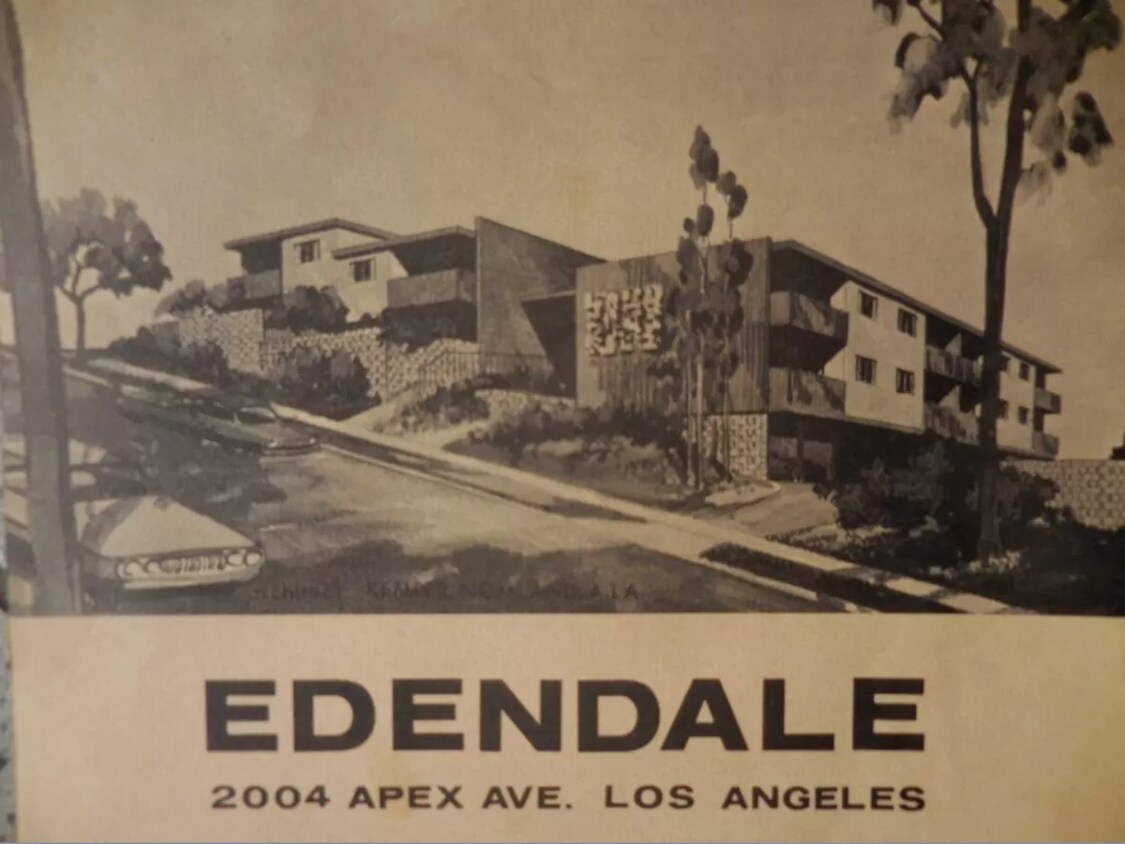 A.I.A.
EDENDALE
2004 APEX AVE. LOS ANGELES